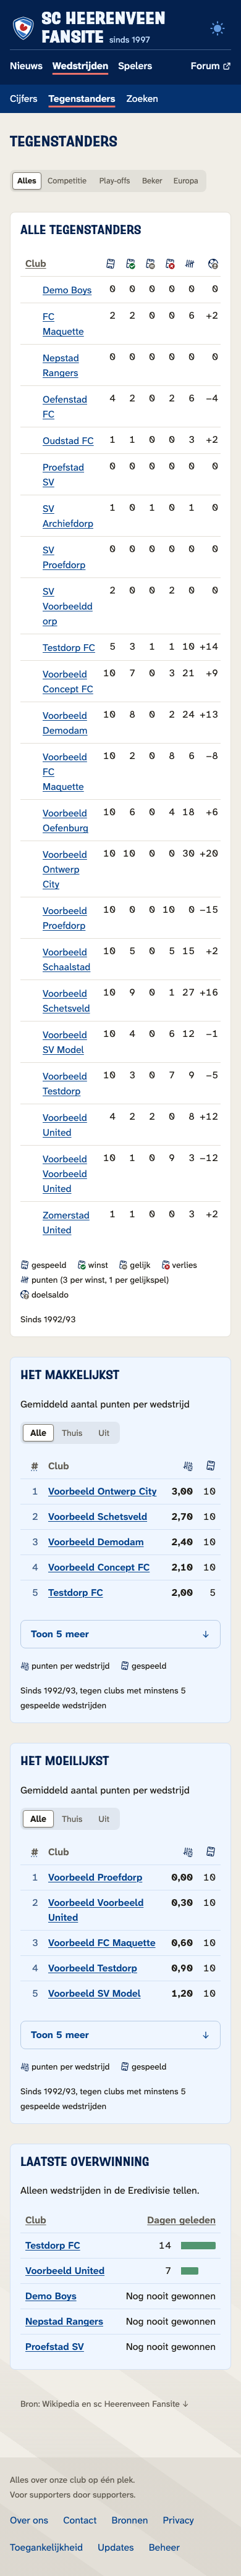 SC HEERENVEEN
FANSITE sinds 1997
Nieuws Wedstrijden Spelers Forum
Cijfers Tegenstanders Zoeken
TEGENSTANDERS
Alles Competitie Play-offs Beker Europa
ALLE TEGENSTANDERS
Club
Demo Boys 0 0 0 0 0 0
FC Maquette 2 2 0 0 6 +2
Nepstad Rangers 0 0 0 0 0 0
Oefenstad FC 4 2 0 2 6 −4
Oudstad FC 1 1 0 0 3 +2
Proefstad SV 0 0 0 0 0 0
SV Archiefdorp 1 0 1 0 1 0
SV Proefdorp 0 0 0 0 0 0
SV Voorbeelddorp 2 0 0 2 0 0
Testdorp FC 5 3 1 1 10 +14
Voorbeeld Concept FC 10 7 0 3 21 +9
Voorbeeld Demodam 10 8 0 2 24 +13
Voorbeeld FC Maquette 10 2 0 8 6 −8
Voorbeeld Oefenburg 10 6 0 4 18 +6
Voorbeeld Ontwerp City 10 10 0 0 30 +20
Voorbeeld Proefdorp 10 0 0 10 0 −15
Voorbeeld Schaalstad 10 5 0 5 15 +2
Voorbeeld Schetsveld 10 9 0 1 27 +16
Voorbeeld SV Model 10 4 0 6 12 −1
Voorbeeld Testdorp 10 3 0 7 9 −5
Voorbeeld United 4 2 2 0 8 +12
Voorbeeld Voorbeeld United 10 1 0 9 3 −12
Zomerstad United 1 1 0 0 3 +2
gespeeld winst gelijk verlies
punten (3 per winst, 1 per gelijkspel)
doelsaldo
Sinds 1992/93
HET MAKKELIJKST
Gemiddeld aantal punten per wedstrijd
Alle Thuis Uit
# Club
1 Voorbeeld Ontwerp City 3,00 10
2 Voorbeeld Schetsveld 2,70 10
3 Voorbeeld Demodam 2,40 10
4 Voorbeeld Concept FC 2,10 10
5 Testdorp FC 2,00 5
Toon 5 meer ↓
punten per wedstrijd gespeeld
Sinds 1992/93, tegen clubs met minstens 5
gespeelde wedstrijden
HET MOEILIJKST
Gemiddeld aantal punten per wedstrijd
Alle Thuis Uit
# Club
1 Voorbeeld Proefdorp 0,00 10
2 Voorbeeld Voorbeeld United 0,30 10
3 Voorbeeld FC Maquette 0,60 10
4 Voorbeeld Testdorp 0,90 10
5 Voorbeeld SV Model 1,20 10
Toon 5 meer ↓
punten per wedstrijd gespeeld
Sinds 1992/93, tegen clubs met minstens 5
gespeelde wedstrijden
LAATSTE OVERWINNING
Alleen wedstrijden in de Eredivisie tellen.
Club Dagen geleden
Testdorp FC 14
Voorbeeld United 7
Demo Boys Nog nooit gewonnen
Nepstad Rangers Nog nooit gewonnen
Proefstad SV Nog nooit gewonnen
Bron: Wikipedia en sc Heerenveen Fansite ↓
Alles over onze club op één plek.
Voor supporters door supporters.
Over ons Contact Bronnen Privacy
Toegankelijkheid Updates Beheer